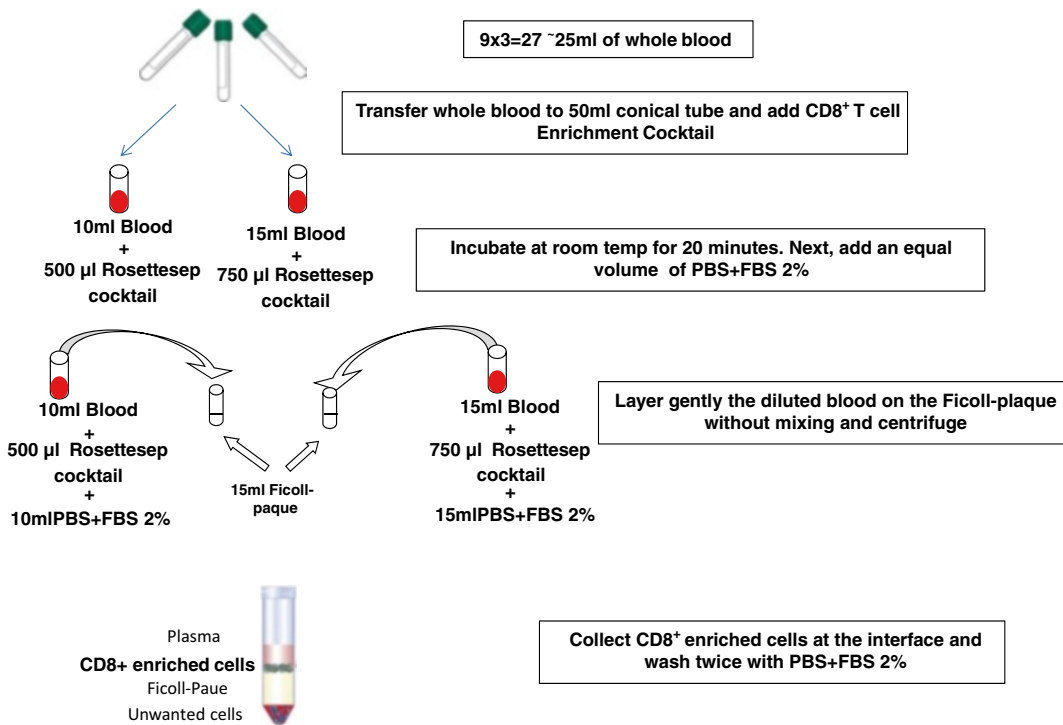 9x3=27 ~25ml of whole blood
Transfer whole blood to 50ml conical tube and add CD8⁺ T cell
Enrichment Cocktail
10ml Blood
+
500 µl Rosettesep
cocktail
15ml Blood
+
750 µl Rosettesep
cocktail
Incubate at room temp for 20 minutes. Next, add an equal
volume of PBS+FBS 2%
10ml Blood
+
500 µl Rosettesep
cocktail
+
10mlPBS+FBS 2%
15ml Ficoll-
paque
15ml Blood
+
750 µl Rosettesep
cocktail
+
15mlPBS+FBS 2%
Layer gently the diluted blood on the Ficoll-plaque
without mixing and centrifuge
Plasma
CD8+ enriched cells
Ficoll-Paue
Unwanted cells
Collect CD8⁺ enriched cells at the interface and
wash twice with PBS+FBS 2%